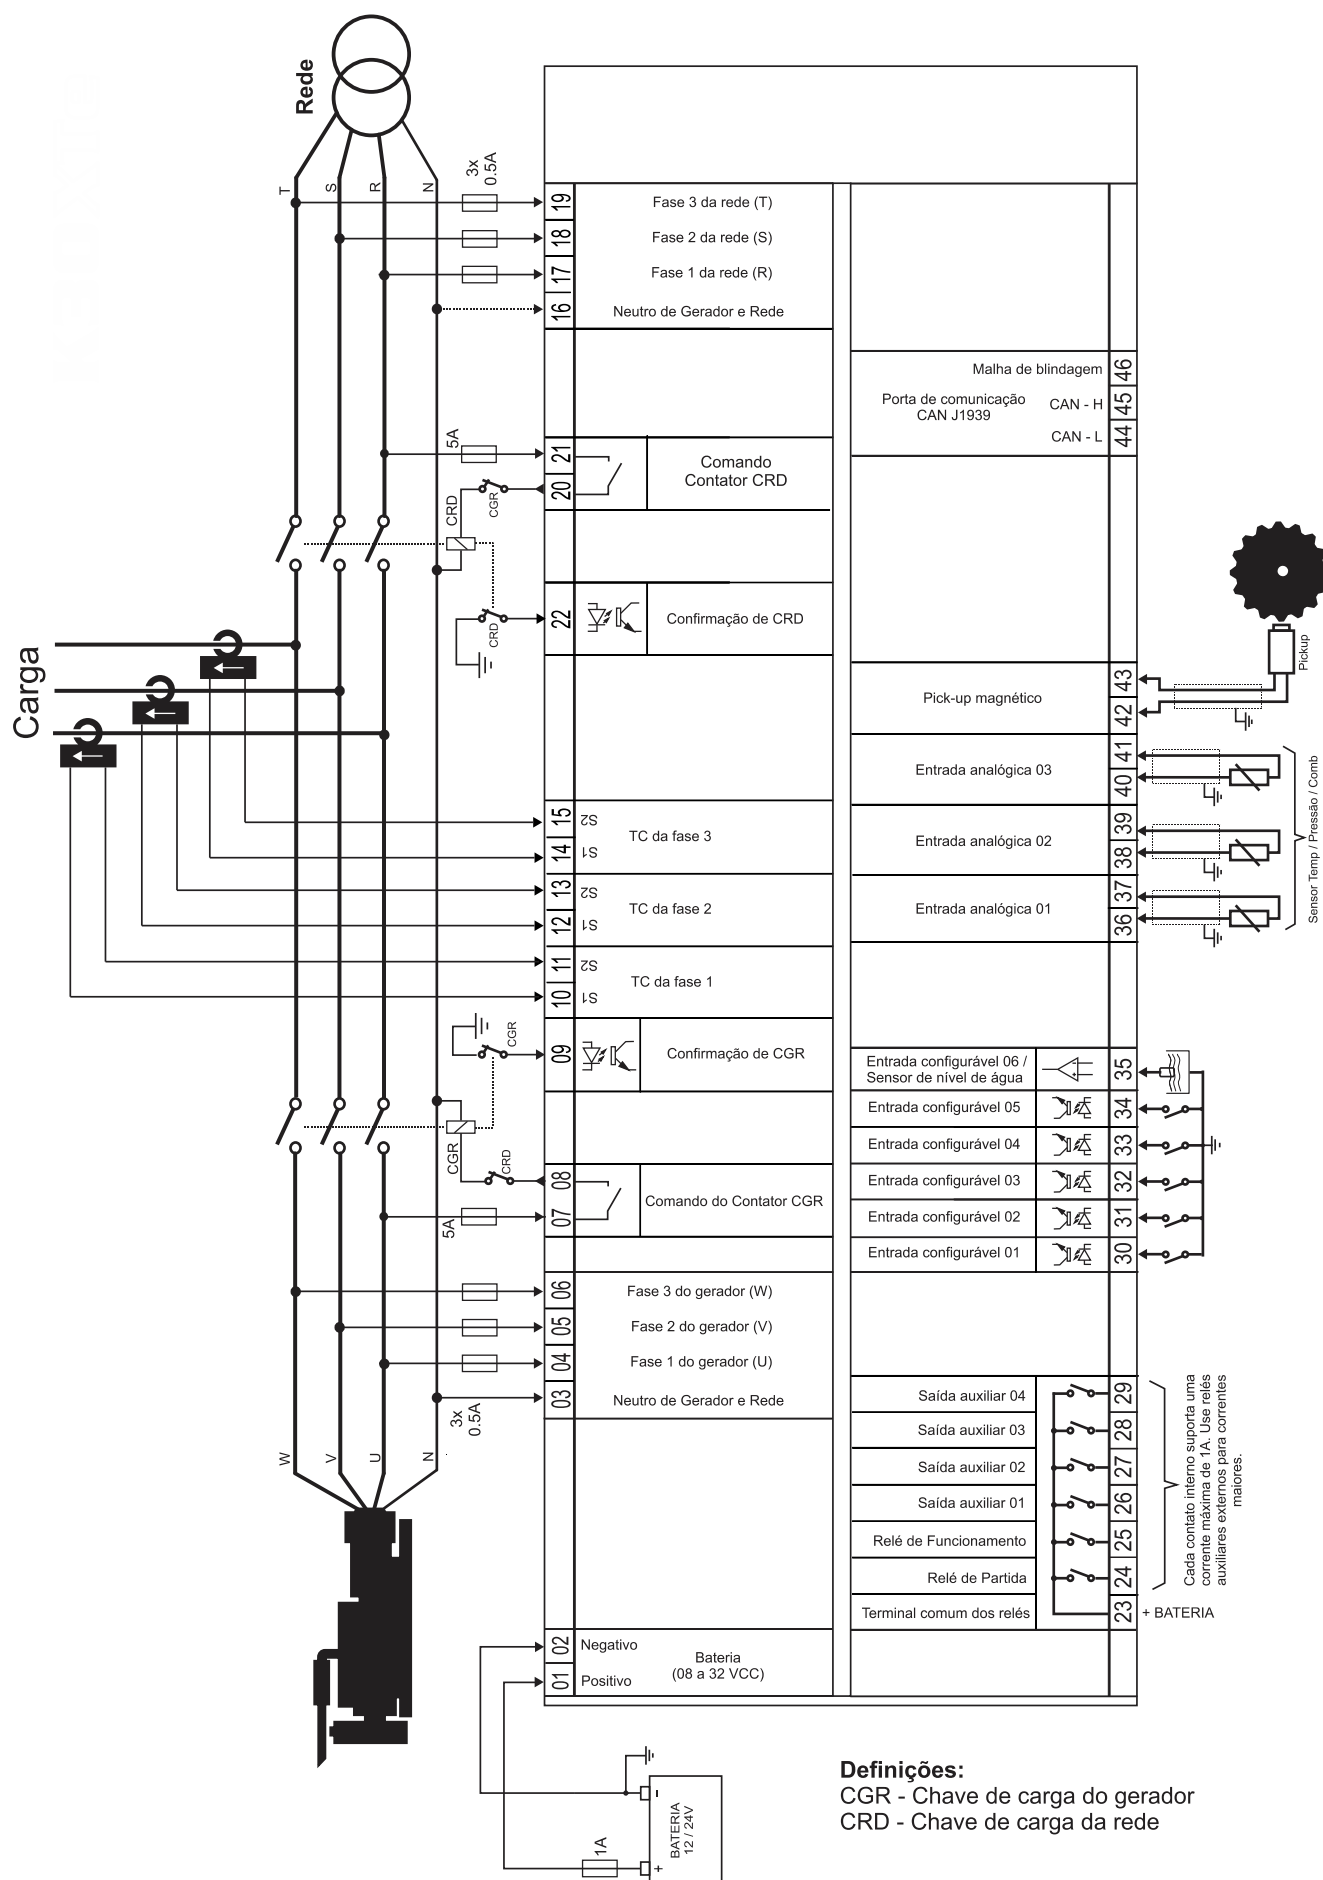 Rede
T
S
R
N
3x
0.5A
19
Fase 3 da rede (T)
18
Fase 2 da rede (S)
17
Fase 1 da rede (R)
16
Neutro de Gerador e Rede
5A
21
20
Comando
Contator CRD
CRD
CGR
22
Confirmação de CRD
CRD
Carga
15
S2
14
S1
TC da fase 3
13
S2
12
S1
TC da fase 2
11
S2
10
S1
TC da fase 1
09
Confirmação de CGR
CGR
CGR
CRD
08
07
Comando do Contator CGR
5A
06
Fase 3 do gerador (W)
05
Fase 2 do gerador (V)
04
Fase 1 do gerador (U)
03
Neutro de Gerador e Rede
3x
0.5A
W
V
U
N
02
Negativo
01
Positivo
Bateria
(08 a 32 VCC)
1A
BATERIA
12 / 24V
-
+
Malha de blindagem
46
Porta de comunicação
CAN J1939
CAN - H
45
CAN - L
44
Pickup
Pick-up magnético
43
42
Entrada analógica 03
41
40
Entrada analógica 02
39
38
Entrada analógica 01
37
36
Sensor Temp / Pressão / Comb
Entrada configurável 06 /
Sensor de nível de água
35
Entrada configurável 05
34
Entrada configurável 04
33
Entrada configurável 03
32
Entrada configurável 02
31
Entrada configurável 01
30
Saída auxiliar 04
29
Saída auxiliar 03
28
Saída auxiliar 02
27
Saída auxiliar 01
26
Relé de Funcionamento
25
Relé de Partida
24
Terminal comum dos relés
23
+ BATERIA
Cada contato interno suporta uma
corrente máxima de 1A. Use relés
auxiliares externos para correntes
maiores.
Definições:
CGR - Chave de carga do gerador
CRD - Chave de carga da rede